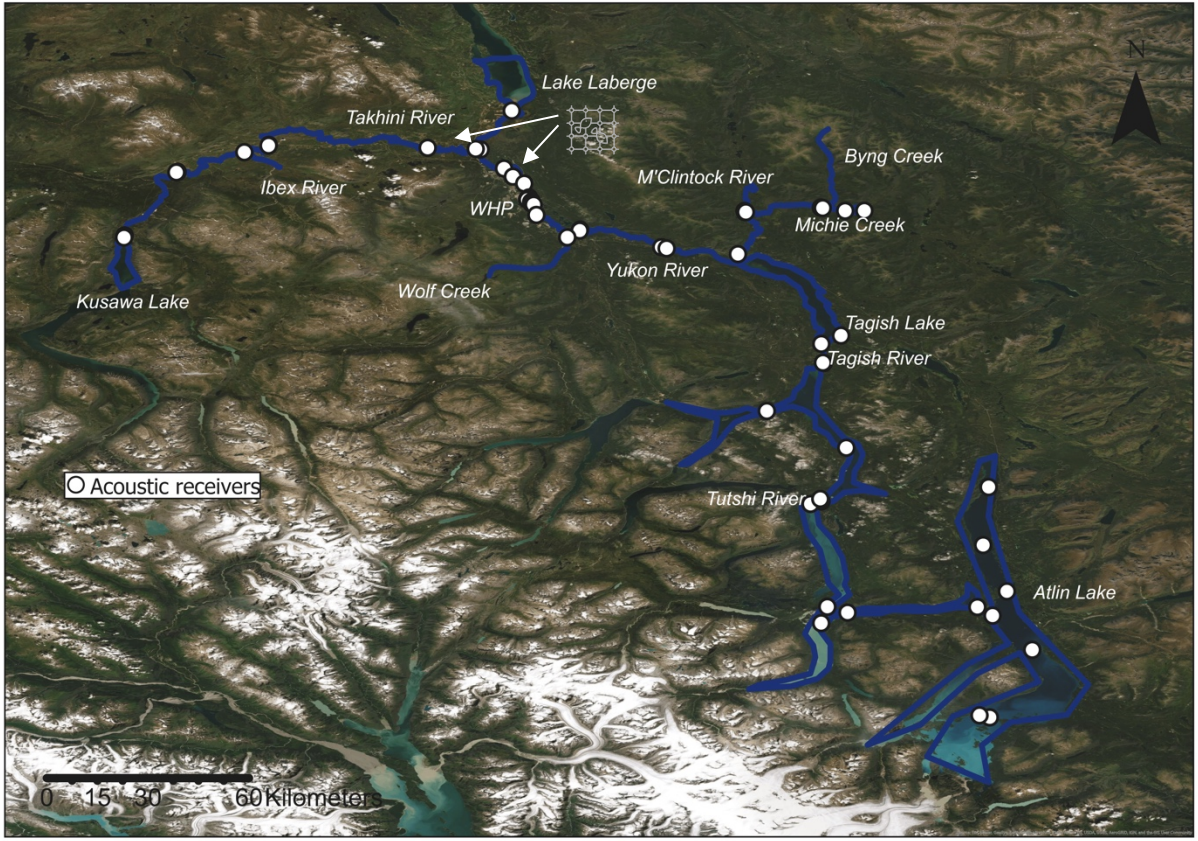 N
Lake Laberge
Takhini River
Byng Creek
M'Clintock River
Ibex River
WHP
Michie Creek
Yukon River
Wolf Creek
Kusawa Lake
Tagish Lake
Tagish River
Acoustic receivers
Tutshi River
Atlin Lake
0 15 30 60 Kilometers